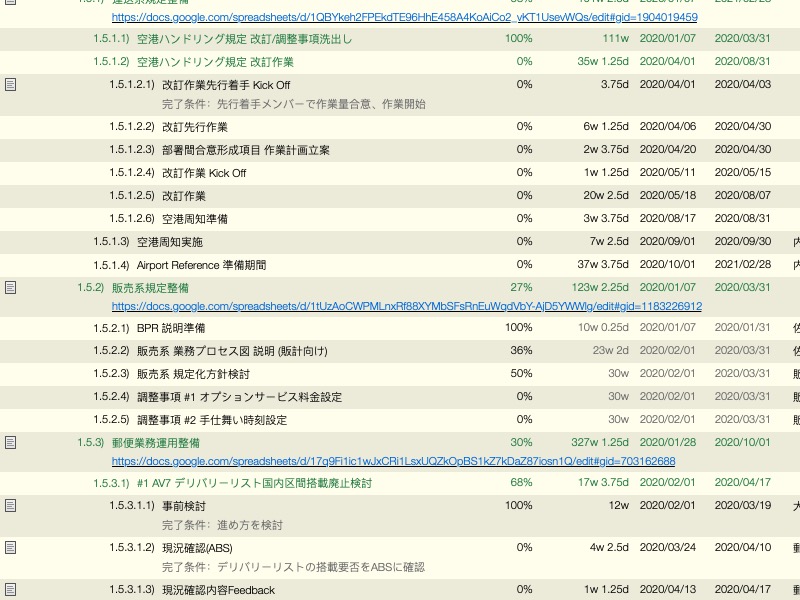 https://docs.google.com/spreadsheets/d/1QBYkeh2FPEkdTE96HhE458A4KoAiCo2_vKT1UsevWQs/edit#gid=1904019459
1.5.1.1) 空港ハンドリング規定 改訂/調整事項洗出し 100% 111w 2020/01/07 2020/03/31
1.5.1.2) 空港ハンドリング規定 改訂作業 0% 35w 1.25d 2020/04/01 2020/08/31
1.5.1.2.1) 改訂作業先行着手 Kick Off 0% 3.75d 2020/04/01 2020/04/03
完了条件: 先行着手メンバーで作業量合意、作業開始
1.5.1.2.2) 改訂先行作業 0% 6w 1.25d 2020/04/06 2020/04/30
1.5.1.2.3) 部署間合意形成項目 作業計画立案 0% 2w 3.75d 2020/04/20 2020/04/30
1.5.1.2.4) 改訂作業 Kick Off 0% 1w 1.25d 2020/05/11 2020/05/15
1.5.1.2.5) 改訂作業 0% 20w 2.5d 2020/05/18 2020/08/07
1.5.1.2.6) 空港周知準備 0% 3w 3.75d 2020/08/17 2020/08/31
1.5.1.3) 空港周知実施 0% 7w 2.5d 2020/09/01 2020/09/30
1.5.1.4) Airport Reference 準備期間 0% 37w 3.75d 2020/10/01 2021/02/28
1.5.2) 販売系規定整備 27% 123w 2.25d 2020/01/07 2020/03/31
https://docs.google.com/spreadsheets/d/1tUzAoCWPMLnxRf88XYMbSFsRnEuWqdVbY-AjD5YWWlg/edit#gid=1183226912
1.5.2.1) BPR 説明準備 100% 10w 0.25d 2020/01/07 2020/01/31
1.5.2.2) 販売系 業務プロセス図 説明 (販計向け) 36% 23w 2d 2020/02/01 2020/03/31
1.5.2.3) 販売系 規定化方針検討 50% 30w 2020/02/01 2020/03/31
1.5.2.4) 調整事項 #1 オプションサービス料金設定 0% 30w 2020/02/01 2020/03/31
1.5.2.5) 調整事項 #2 手仕舞い時刻設定 0% 30w 2020/02/01 2020/03/31
1.5.3) 郵便業務運用整備 30% 327w 1.25d 2020/01/28 2020/10/01
https://docs.google.com/spreadsheets/d/17q9Fi1ic1wJxCRi1LsxUQZkOpBS1kZ7kDaZ87iosn1Q/edit#gid=703162688
1.5.3.1) #1 AV7 デリバリーリスト国内区間搭載廃止検討 68% 17w 3.75d 2020/02/01 2020/04/17
1.5.3.1.1) 事前検討 100% 12w 2020/02/01 2020/03/19
完了条件: 進め方を検討
1.5.3.1.2) 現況確認(ABS) 0% 4w 2.5d 2020/03/24 2020/04/10
完了条件: デリバリーリストの搭載要否をABSに確認
1.5.3.1.3) 現況確認内容Feedback 0% 1w 1.25d 2020/04/13 2020/04/17